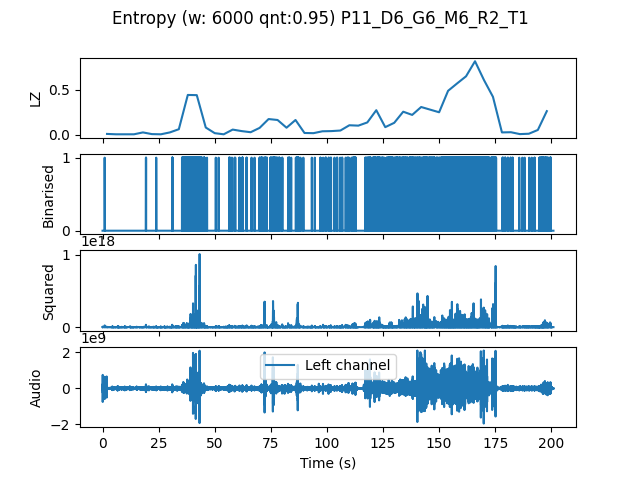 Entropy (w: 6000 qnt:0.95) P11_D6_G6_M6_R2_T1
LZ
0.5
0.0
Binarised
1
0
1e18
Squared
1
0
1e9
Audio
2
0
−2
Left channel
0 25 50 75 100 125 150 175 200
Time (s)